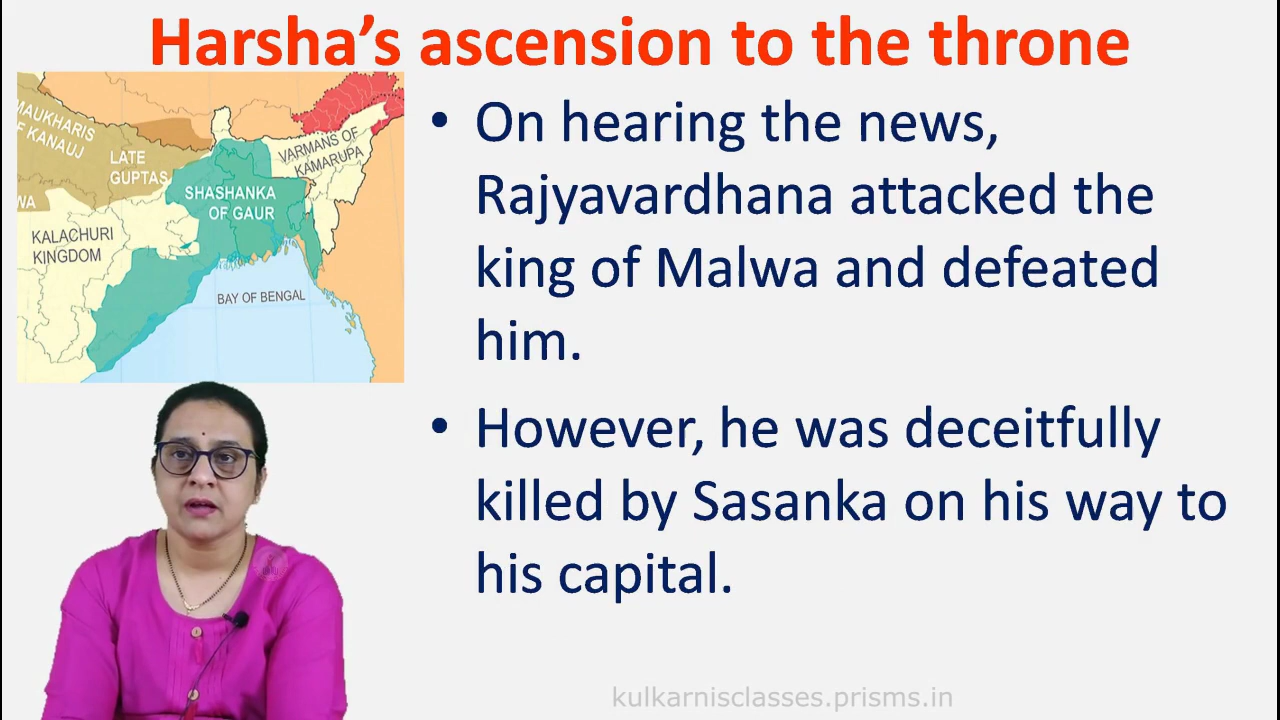 Harsha’s ascension to the throne
MAUKHARIS
OF KANAUJ
LATE
GUPTAS
VARMANS OF
KAMARUPA
SHASHANKA
OF GAUR
WA
KALACHURI
KINGDOM
BAY OF BENGAL
• On hearing the news,
Rajyavardhana attacked the
king of Malwa and defeated
him.
• However, he was deceitfully
killed by Sasanka on his way to
his capital.
kulkarnisclasses.prisms.in